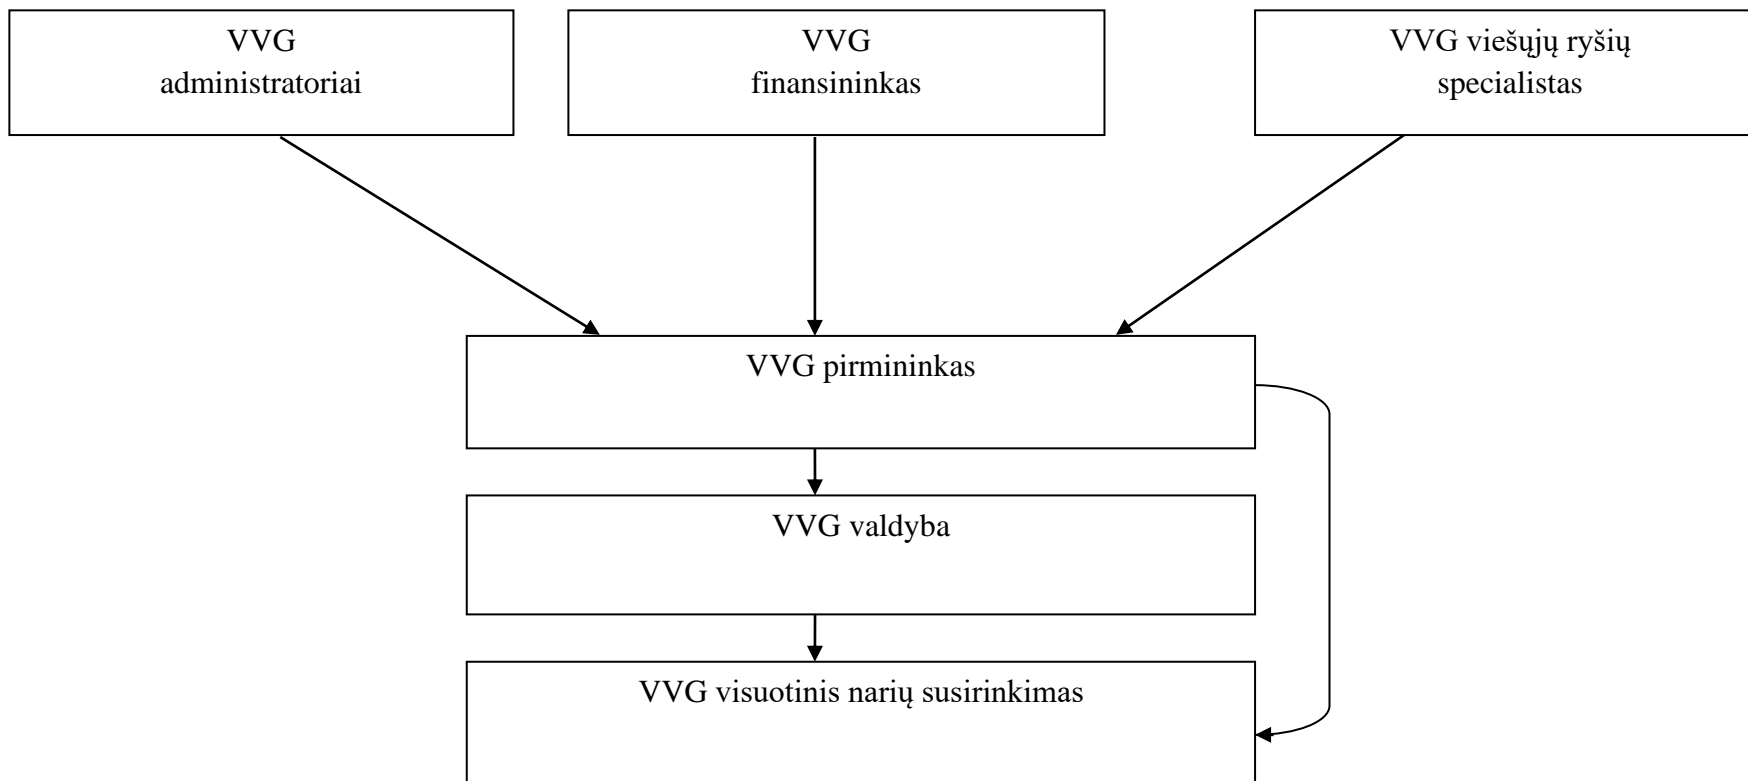 VVG
administratoriai
VVG
finansininkas
VVG viešųjų ryšių
specialistas
VVG pirmininkas
VVG valdyba
VVG visuotinis narių susirinkimas